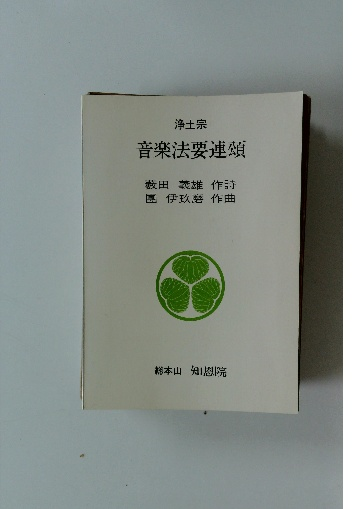 浄土宗
音楽法要連頌
薮田 義雄 作詩
團 伊玖磨 作曲
総本山 知恩院